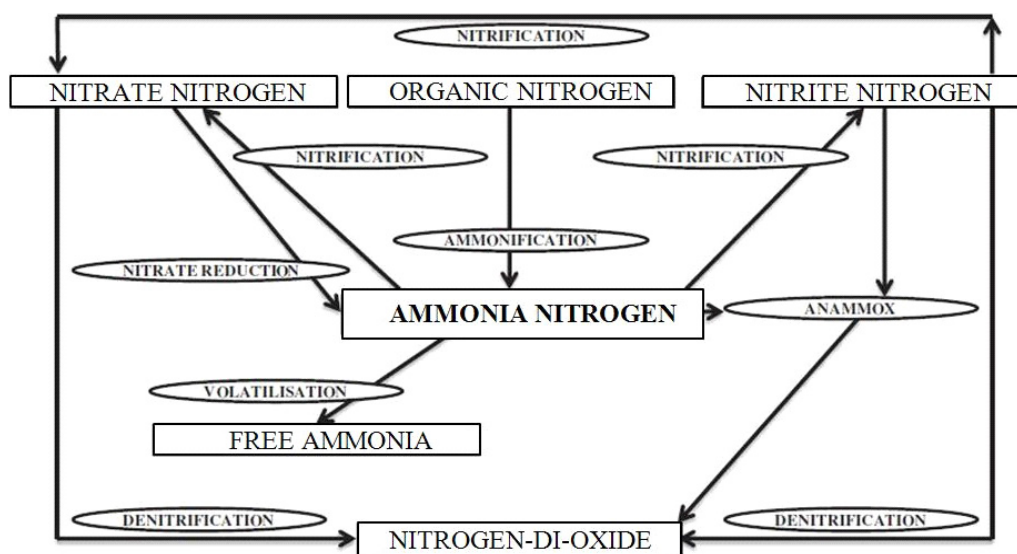 NITRIFICATION
NITRATE NITROGEN
ORGANIC NITROGEN
NITRITE NITROGEN
NITRIFICATION
NITRIFICATION
AMMONIFICATION
NITRATE REDUCTION
AMMONIA NITROGEN
ANAMMOX
VOLATILISATION
FREE AMMONIA
DENITRIFICATION
NITROGEN-DI-OXIDE
DENITRIFICATION